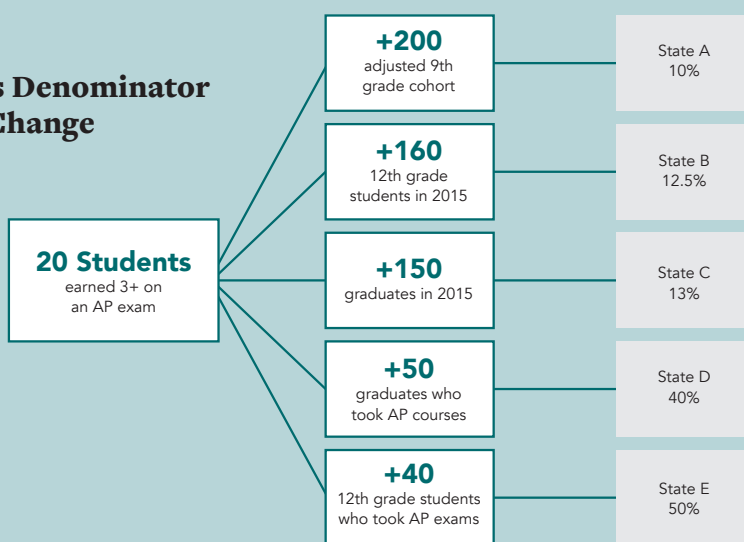 s Denominator
Change
20 Students
earned 3+ on
an AP exam
+200
adjusted 9th
grade cohort
State A
10%
+160
12th grade
students in 2015
State B
12.5%
+150
graduates in 2015
State C
13%
+50
graduates who
took AP courses
State D
40%
+40
12th grade students
who took AP exams
State E
50%